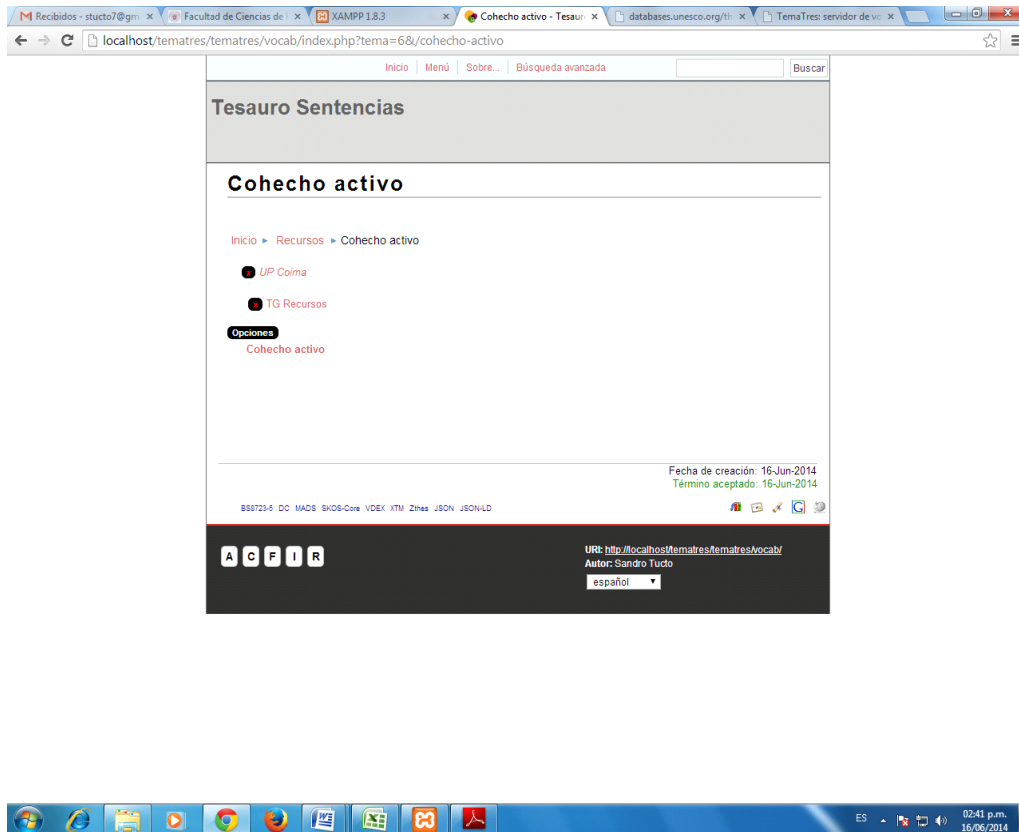 Recibidos - stucto7@gm
Facultad de Ciencias de
XAMPP 1.8.3
Cohecho activo - Tesaur
databases.unesco.org/th
TemaTres: servidor de vo
localhost/tematres/tematres/vocab/index.php?tema=6&/cohecho-activo
Inicio Menú Sobre... Búsqueda avanzada Buscar
Tesauro Sentencias
Cohecho activo
Inicio ► Recursos ► Cohecho activo
x UP Coima
x TG Recursos
Opciones
Cohecho activo
Fecha de creación: 16-Jun-2014
Término aceptado: 16-Jun-2014
BS8723-5 DC MADS SKOS-Core VDEX XTM Zthes JSON JSON-LD
A C F I R
URI: http://localhost/tematres/tematres/vocab/
Autor: Sandro Tucto
español
ES
02:41 p.m.
16/06/2014